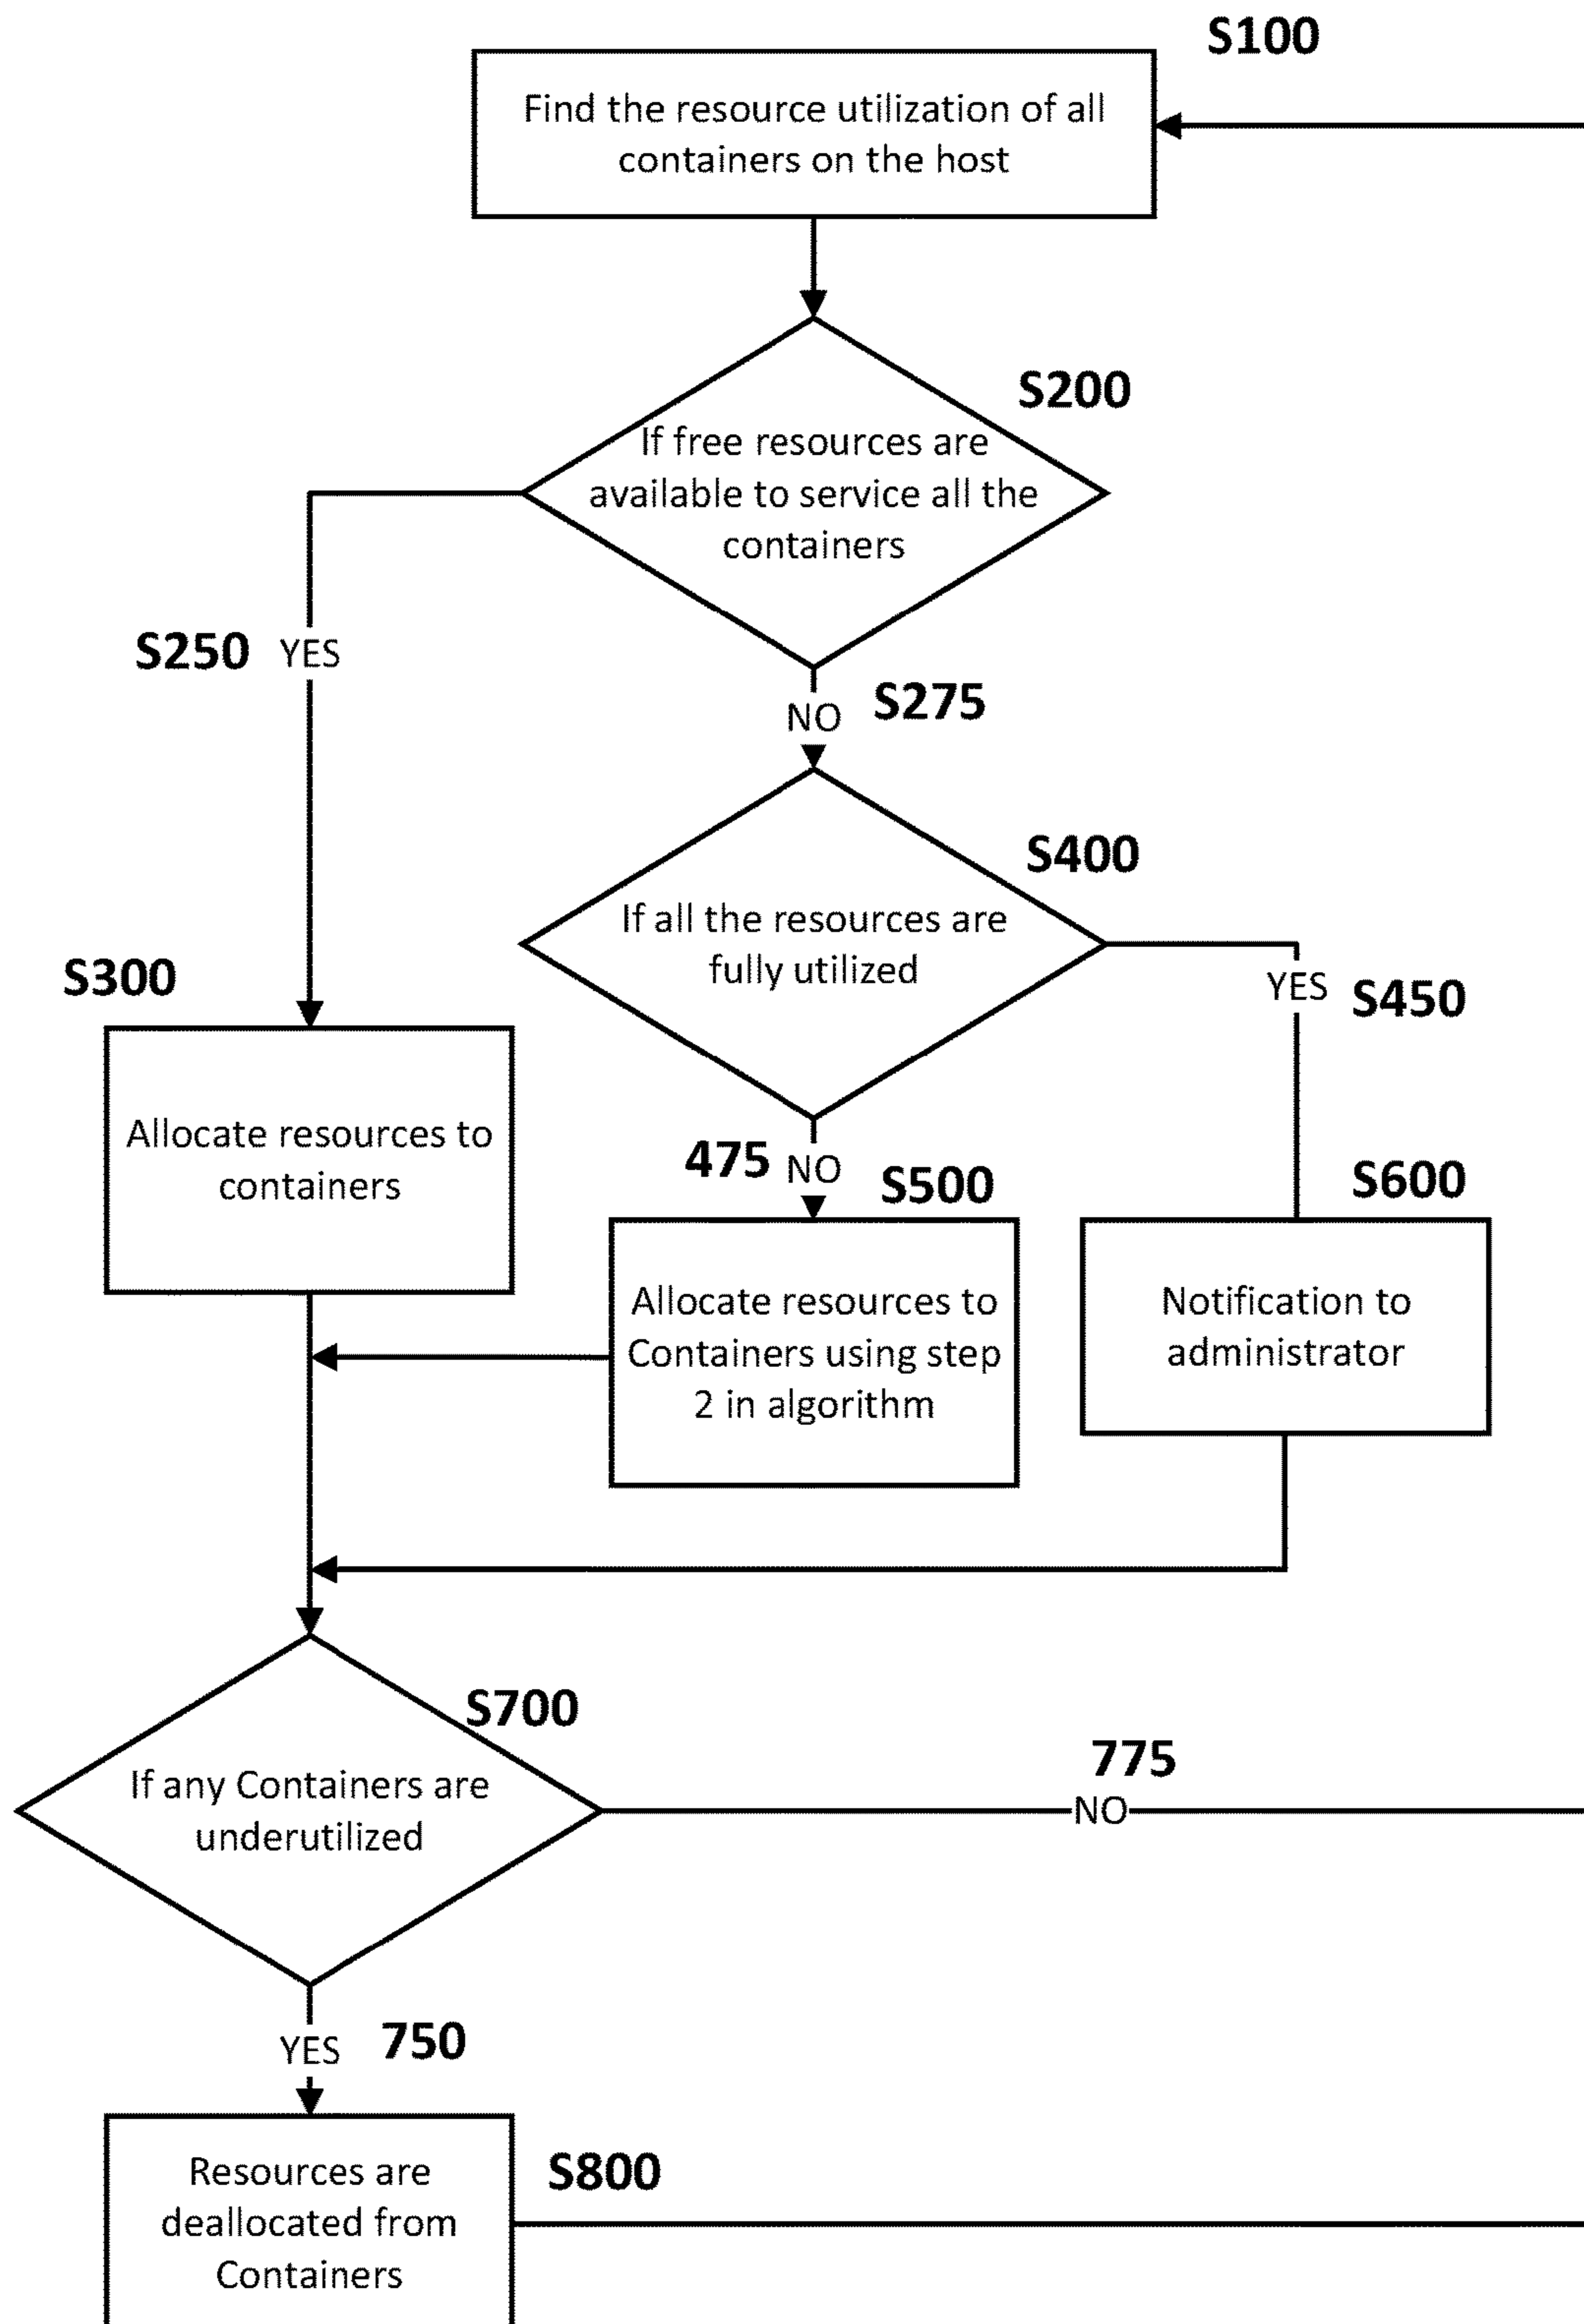 S100
Find the resource utilization of all
containers on the host
S200
If free resources are
available to service all the
containers
S250 YES
NO S275
S400
If all the resources are
fully utilized
YES S450
S300
Allocate resources to
containers
475 NO
S500
Allocate resources to
Containers using step
2 in algorithm
S600
Notification to
administrator
S700
If any Containers are
underutilized
775
NO
YES 750
S800
Resources are
deallocated from
Containers